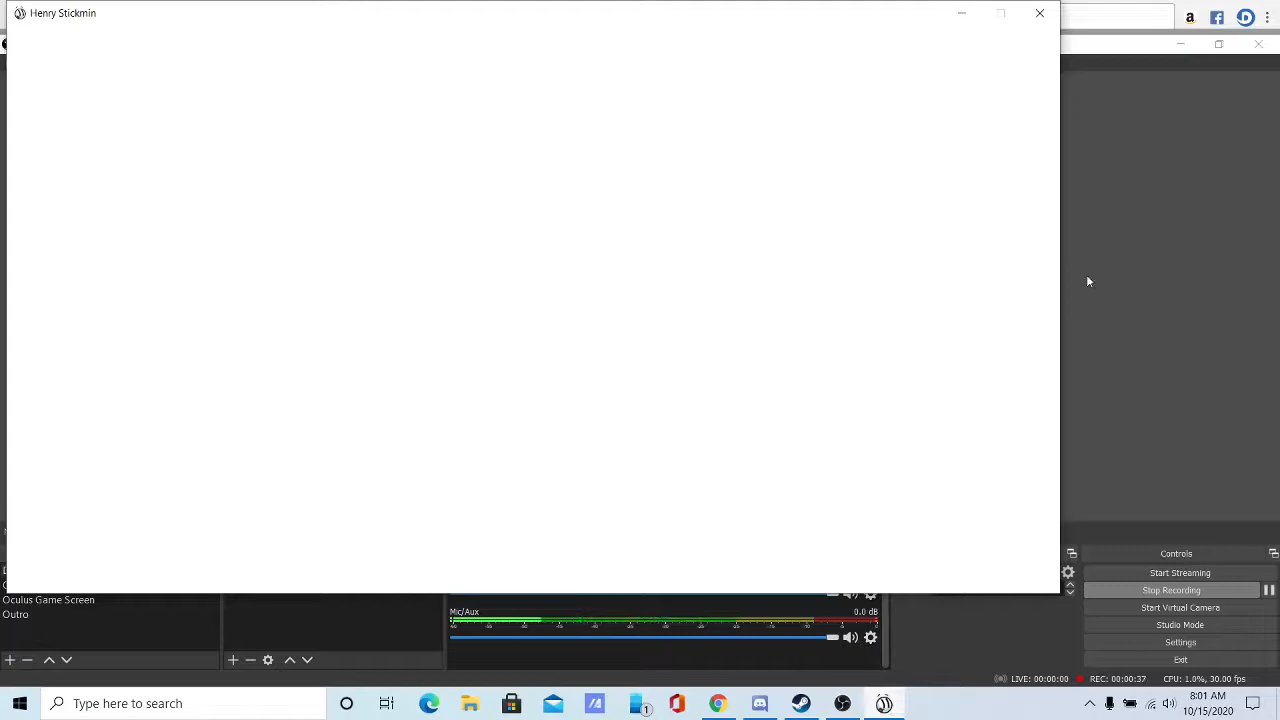 Henry Stickmin
Controls
Start Streaming
Stop Recording
Oculus Game Screen
Start Virtual Camera
Mic/Aux
0.0 dB
Outro
Studio Mode
Settings
Exit
LIVE: 00:00:00
REC: 00:00:37
CPU: 1.0%, 30.00 fps
Type here to search
1
8:01 AM
10/15/2020